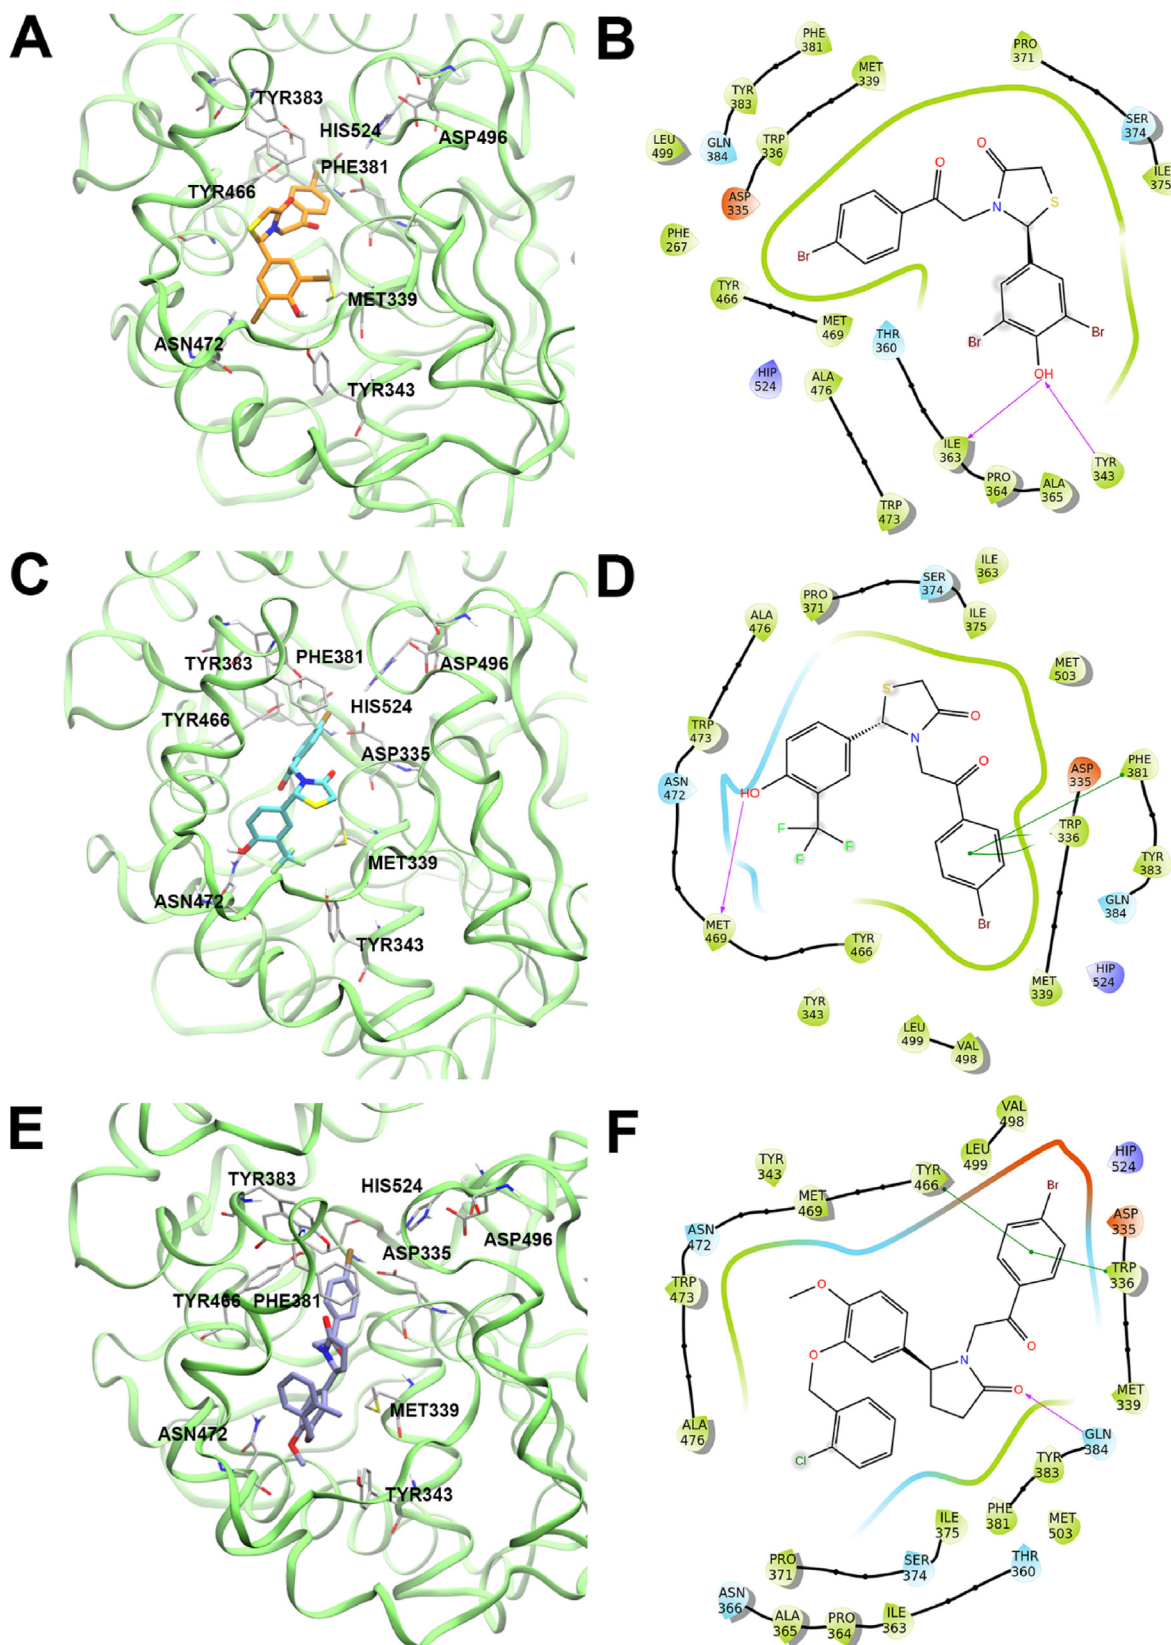 A
TYR383
HIS524
ASP496
PHE381
TYR466
MET339
ASN472
TYR343
B
PHE
381
PRO
371
MET
339
TYR
383
SER
374
LEU
499
GLN
384
TRP
336
ILE
375
ASP
335
O
O
N
S
PHE
267
Br
TYR
466
MET
469
THR
360
Br
Br
HIP
524
ALA
476
OH
ILE
363
TYR
343
PRO
364
ALA
365
TRP
473
C
TYR383
PHE381
ASP496
HIS524
TYR466
ASP335
MET339
ASN472
TYR343
D
ILE
363
SER
374
PRO
371
ILE
375
ALA
476
MET
503
S
O
N
TRP
473
O
ASP
335
PHE
381
ASN
472
HO
F
F
F
TRP
336
TYR
383
GLN
384
Br
MET
469
TYR
466
HIP
524
MET
339
TYR
343
LEU
499
VAL
498
E
TYR383
HIS524
ASP335
ASP496
TYR466
PHE381
MET339
ASN472
TYR343
F
VAL
498
LEU
499
HIP
524
TYR
343
TYR
466
MET
469
Br
ASP
335
ASN
472
TRP
336
TRP
473
O
O
O
N
O
MET
339
ALA
476
GLN
384
Cl
TYR
383
PHE
381
MET
503
ILE
375
PRO
371
SER
374
THR
360
ASN
366
ALA
365
PRO
364
ILE
363